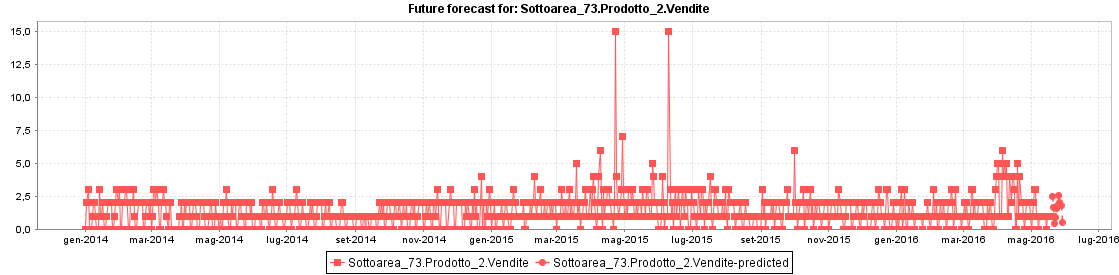 Future forecast for: Sottoarea_73.Prodotto_2.Vendite
15,0
12,5
10,0
7,5
5,0
2,5
0,0
gen-2014 mar-2014 mag-2014 lug-2014 set-2014 nov-2014 gen-2015 mar-2015 mag-2015 lug-2015 set-2015 nov-2015 gen-2016 mar-2016 mag-2016 lug-2016
Sottoarea_73.Prodotto_2.Vendite Sottoarea_73.Prodotto_2.Vendite-predicted